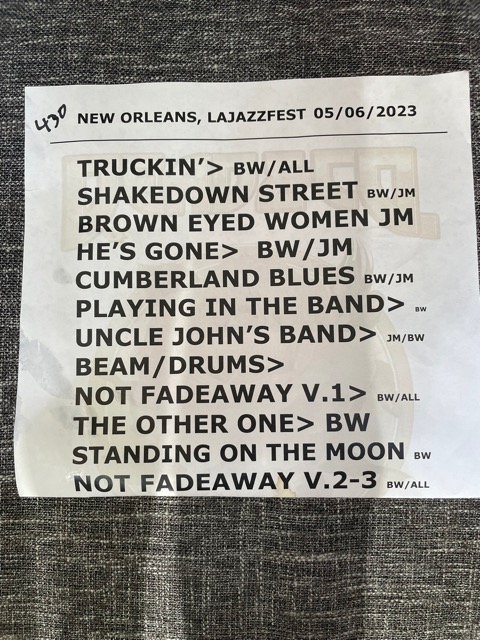 430
NEW ORLEANS, LAJAZZFEST 05/06/2023
TRUCKIN'> BW/ALL
SHAKEDOWN STREET BW/JM
BROWN EYED WOMEN JM
HE'S GONE> BW/JM
CUMBERLAND BLUES BW/JM
PLAYING IN THE BAND> BW
UNCLE JOHN'S BAND> JM/BW
BEAM/DRUMS>
NOT FADEAWAY V.1> BW/ALL
THE OTHER ONE> BW
STANDING ON THE MOON BW
NOT FADEAWAY V.2-3 BW/ALL